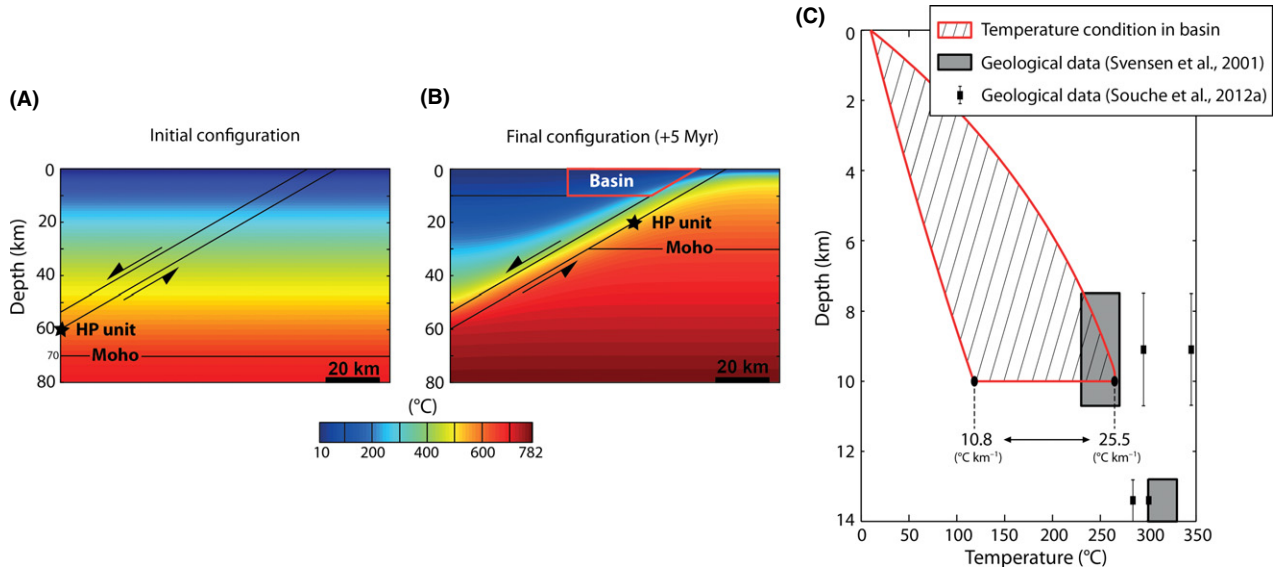 (A)
Initial configuration
Depth (km)
0
20
40
60
70
80
HP unit
Moho
20 km
(B)
Final configuration (+5 Myr)
0
20
40
60
80
Basin
HP unit
Moho
20 km
(°C)
10 200 400 600 782
(C)
Temperature condition in basin
Geological data (Svensen et al., 2001)
Geological data (Souche et al., 2012a)
Depth (km)
0
2
4
6
8
10
12
14
10.8
(°C km⁻¹)
25.5
(°C km⁻¹)
0 50 100 150 200 250 300 350
Temperature (°C)